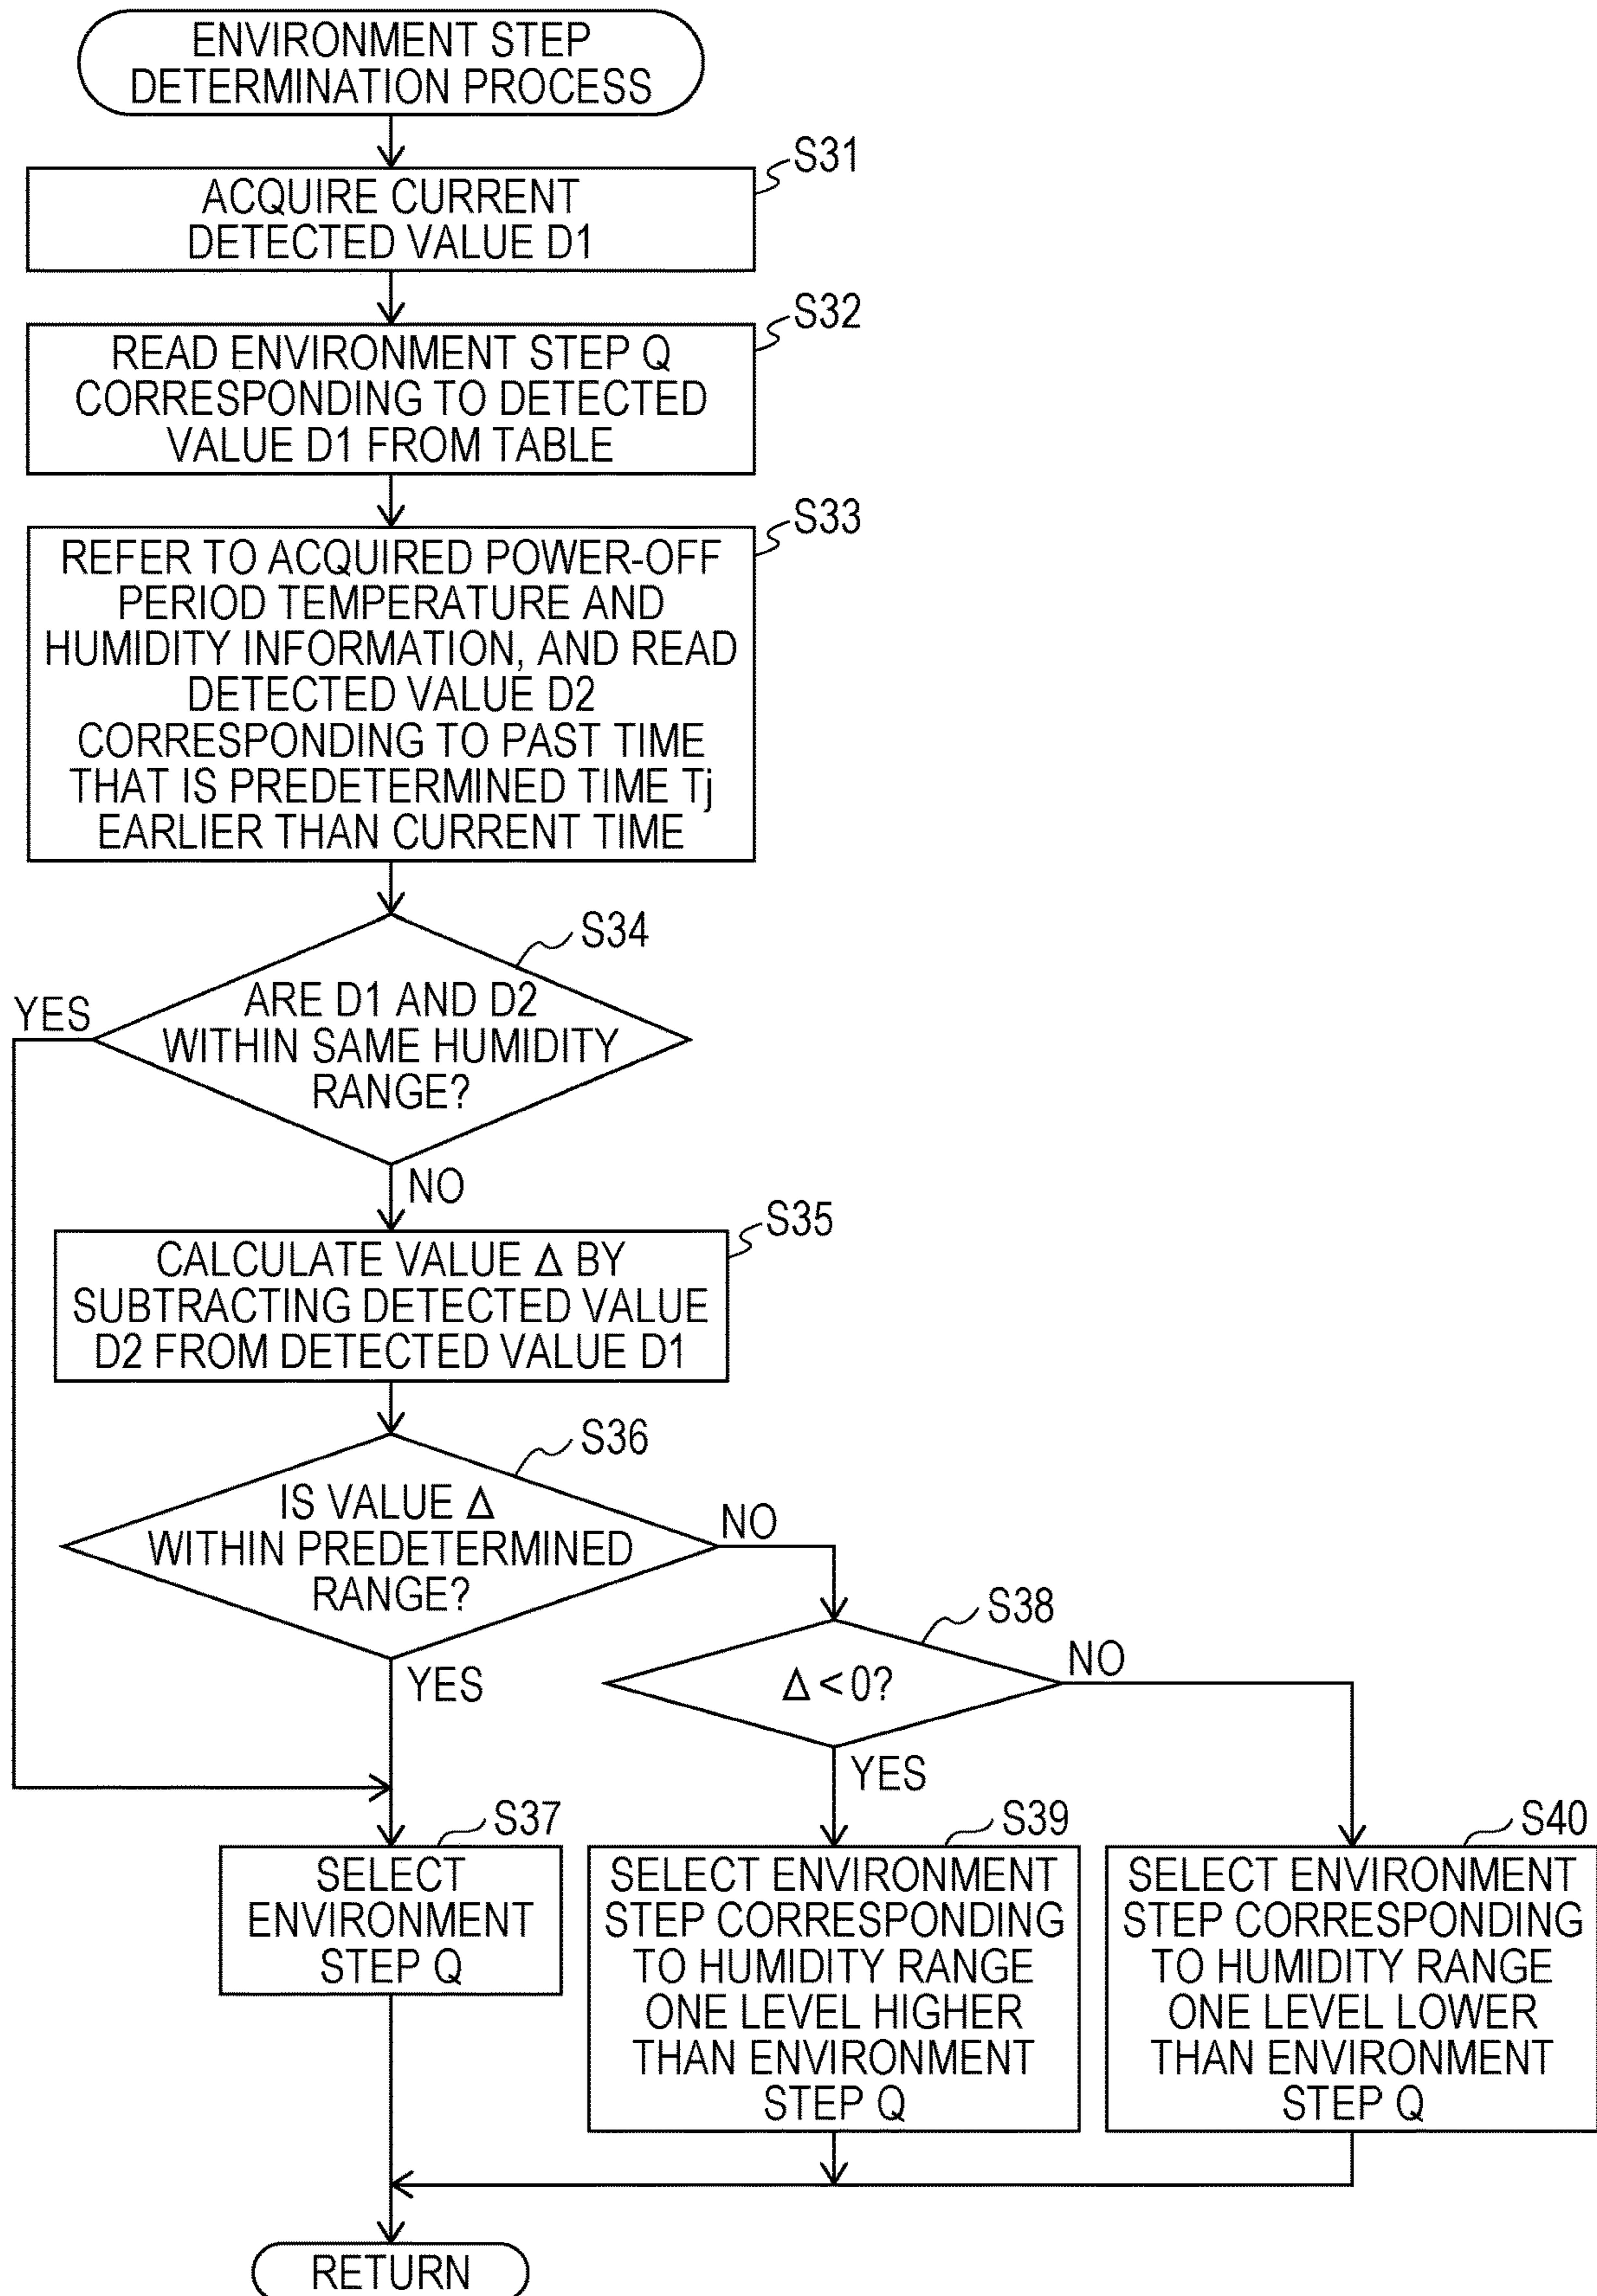 ENVIRONMENT STEP
DETERMINATION PROCESS
S31
ACQUIRE CURRENT
DETECTED VALUE D1
S32
READ ENVIRONMENT STEP Q
CORRESPONDING TO DETECTED
VALUE D1 FROM TABLE
S33
REFER TO ACQUIRED POWER-OFF
PERIOD TEMPERATURE AND
HUMIDITY INFORMATION, AND READ
DETECTED VALUE D2
CORRESPONDING TO PAST TIME
THAT IS PREDETERMINED TIME Tj
EARLIER THAN CURRENT TIME
S34
ARE D1 AND D2
WITHIN SAME HUMIDITY
RANGE?
YES
NO
S35
CALCULATE VALUE Δ BY
SUBTRACTING DETECTED VALUE
D2 FROM DETECTED VALUE D1
S36
IS VALUE Δ
WITHIN PREDETERMINED
RANGE?
NO
YES
S38
Δ < 0?
NO
YES
S37
SELECT
ENVIRONMENT
STEP Q
S39
SELECT ENVIRONMENT
STEP CORRESPONDING
TO HUMIDITY RANGE
ONE LEVEL HIGHER
THAN ENVIRONMENT
STEP Q
S40
SELECT ENVIRONMENT
STEP CORRESPONDING
TO HUMIDITY RANGE
ONE LEVEL LOWER
THAN ENVIRONMENT
STEP Q
RETURN